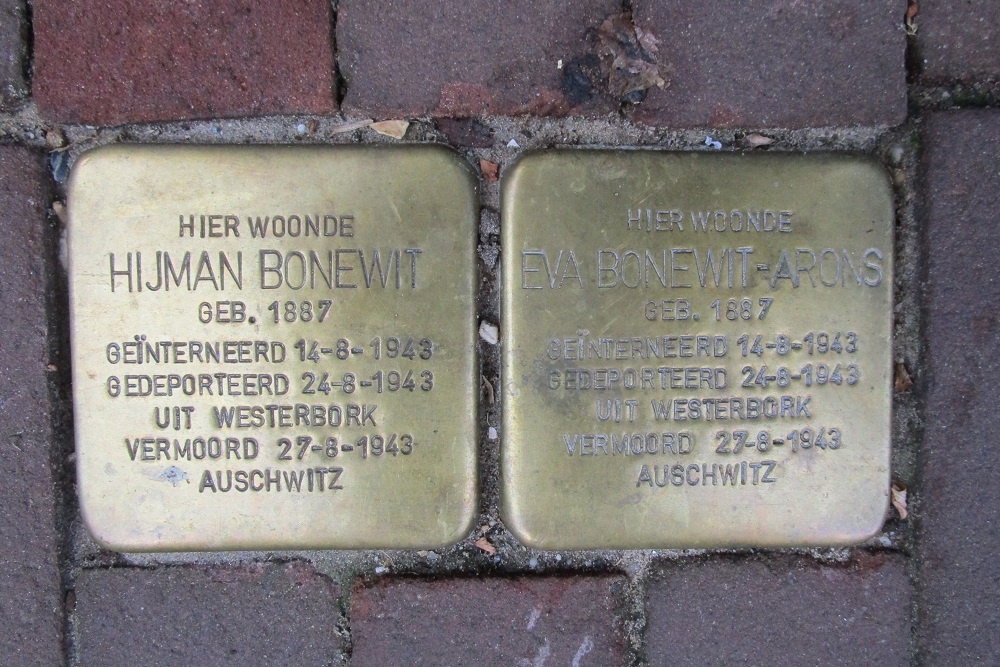 HIER WOONDE
HIJMAN BONEWIT
GEB. 1887
GEÏNTERNEERD 14-8-1943
GEDEPORTEERD 24-8-1943
UIT WESTERBORK
VERMOORD 27-8-1943
AUSCHWITZ
HIER WOONDE
EVA BONEWIT-ARONS
GEB. 1887
GEÏNTERNEERD 14-8-1943
GEDEPORTEERD 24-8-1943
UIT WESTERBORK
VERMOORD 27-8-1943
AUSCHWITZ